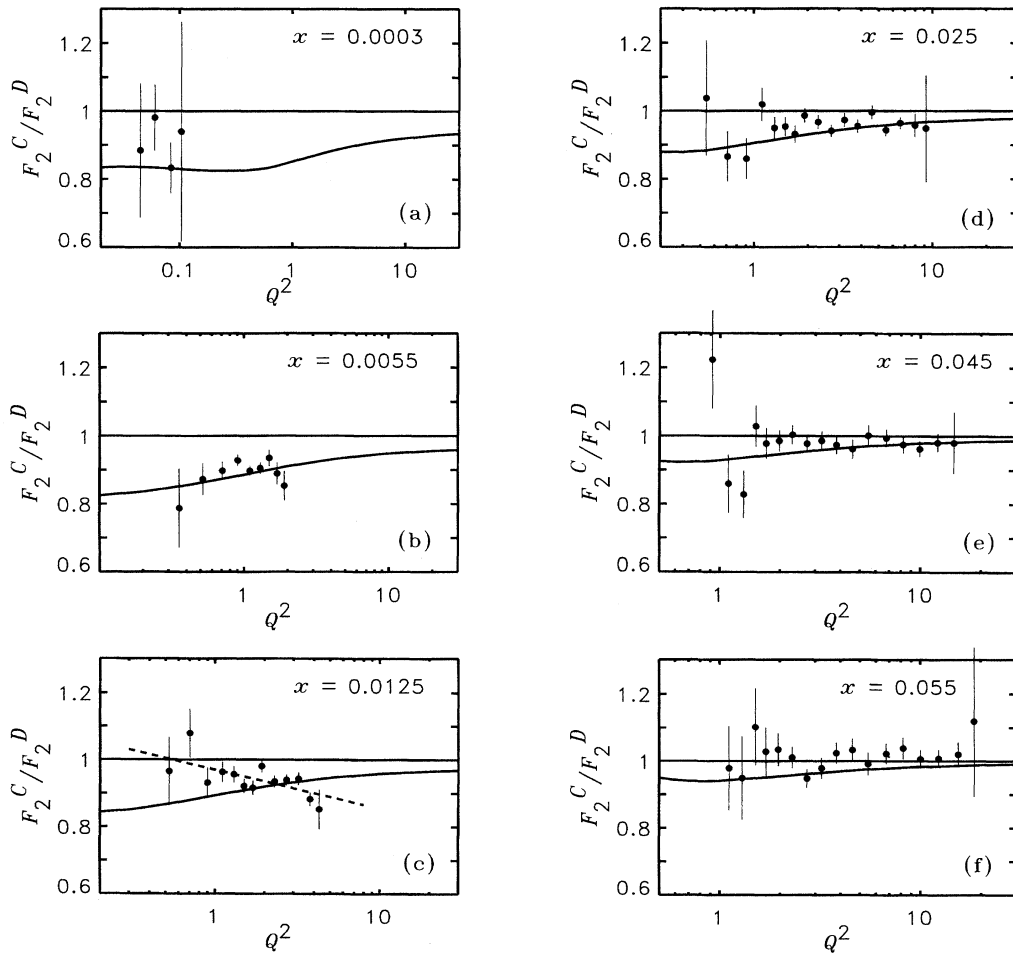 x = 0.0003
F₂ᶜ/F₂ᴰ
1.2
1
0.8
0.6
(a)
0.1
1
10
Q²
x = 0.0055
F₂ᶜ/F₂ᴰ
1.2
1
0.8
0.6
(b)
1
10
Q²
x = 0.0125
F₂ᶜ/F₂ᴰ
1.2
1
0.8
0.6
(c)
1
10
Q²
x = 0.025
F₂ᶜ/F₂ᴰ
1.2
1
0.8
0.6
(d)
1
10
Q²
x = 0.045
F₂ᶜ/F₂ᴰ
1.2
1
0.8
0.6
(e)
1
10
Q²
x = 0.055
F₂ᶜ/F₂ᴰ
1.2
1
0.8
0.6
(f)
1
10
Q²